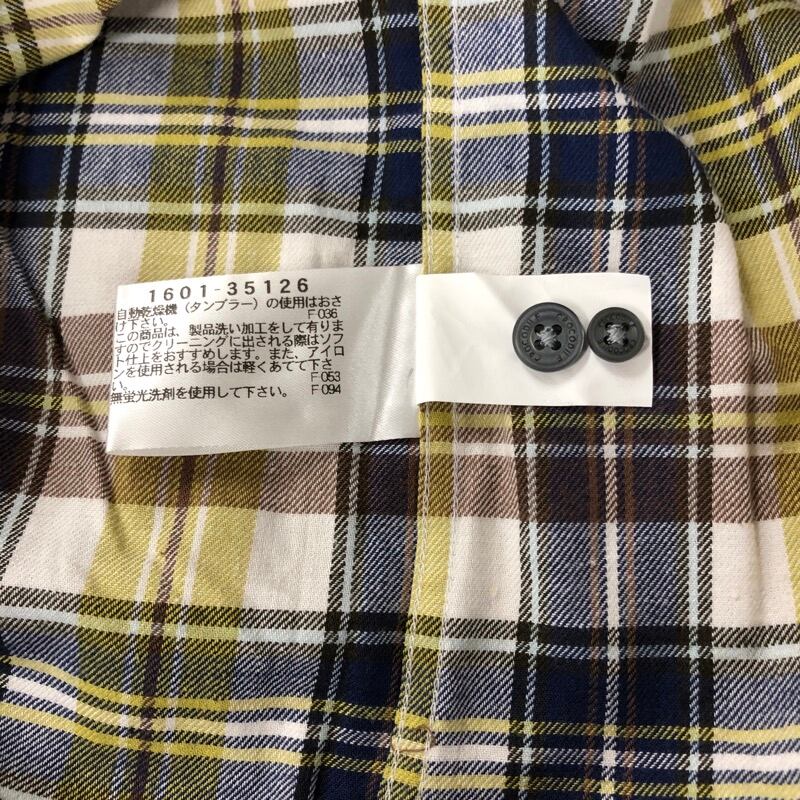 1601-35126
自動乾燥機（タンブラー）の使用はおさ
け下さい。 F036
この商品は、製品洗い加工をして有りま
すのでクリーニングに出される際はソフ
ト仕上をおすすめします。また、アイロ
ンを使用される場合は軽くあてて下さ
い。 F053
無蛍光洗剤を使用して下さい。 F094
CROCODILE CROCODILE
CROCODILE